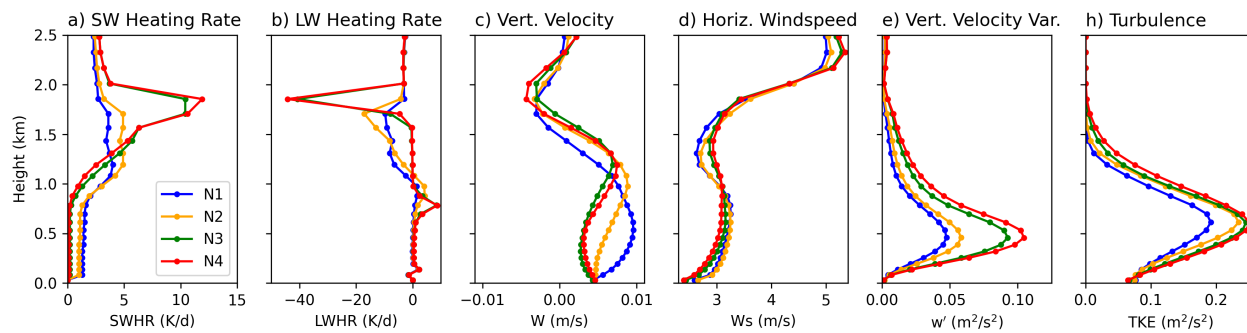 a) SW Heating Rate
b) LW Heating Rate
c) Vert. Velocity
d) Horiz. Windspeed
e) Vert. Velocity Var.
h) Turbulence
Height (km)
2.5
2.0
1.5
1.0
0.5
0.0
N1
N2
N3
N4
0 5 10 15
SWHR (K/d)
−40 −20 0
LWHR (K/d)
−0.01 0.00 0.01
W (m/s)
3 4 5
Ws (m/s)
0.00 0.05 0.10
w′ (m²/s²)
0.1 0.2
TKE (m²/s²)